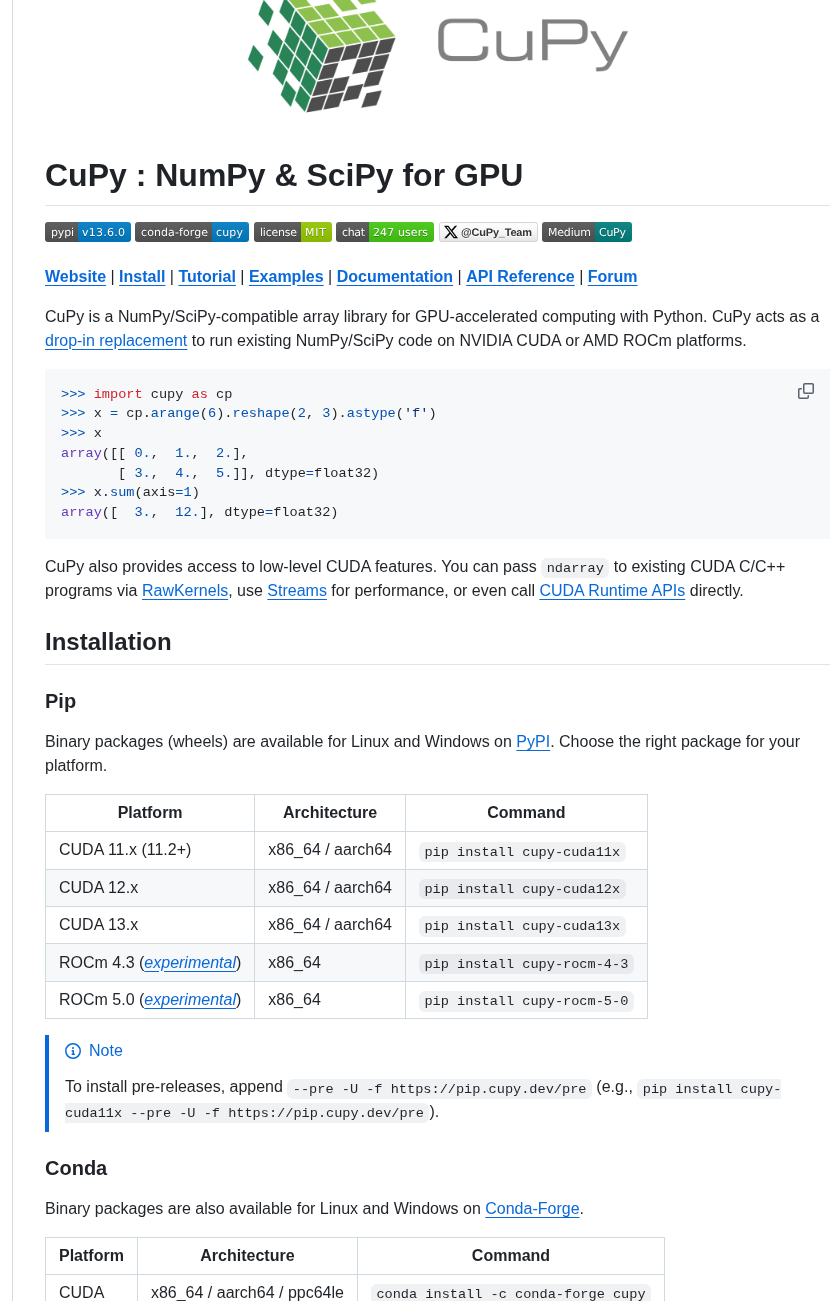 CuPy
CuPy : NumPy & SciPy for GPU
pypi v13.6.0 conda-forge cupy license MIT chat 247 users @CuPy_Team Medium CuPy
Website | Install | Tutorial | Examples | Documentation | API Reference | Forum
CuPy is a NumPy/SciPy-compatible array library for GPU-accelerated computing with Python. CuPy acts as a
drop-in replacement to run existing NumPy/SciPy code on NVIDIA CUDA or AMD ROCm platforms.
>>> import cupy as cp
>>> x = cp.arange(6).reshape(2, 3).astype('f')
>>> x
array([[ 0.,  1.,  2.],
       [ 3.,  4.,  5.]], dtype=float32)
>>> x.sum(axis=1)
array([  3.,  12.], dtype=float32)
CuPy also provides access to low-level CUDA features. You can pass ndarray to existing CUDA C/C++
programs via RawKernels, use Streams for performance, or even call CUDA Runtime APIs directly.
Installation
Pip
Binary packages (wheels) are available for Linux and Windows on PyPI. Choose the right package for your
platform.
Platform Architecture Command
CUDA 11.x (11.2+) x86_64 / aarch64 pip install cupy-cuda11x
CUDA 12.x x86_64 / aarch64 pip install cupy-cuda12x
CUDA 13.x x86_64 / aarch64 pip install cupy-cuda13x
ROCm 4.3 (experimental) x86_64 pip install cupy-rocm-4-3
ROCm 5.0 (experimental) x86_64 pip install cupy-rocm-5-0
Note
To install pre-releases, append --pre -U -f https://pip.cupy.dev/pre (e.g., pip install cupy-
cuda11x --pre -U -f https://pip.cupy.dev/pre ).
Conda
Binary packages are also available for Linux and Windows on Conda-Forge.
Platform Architecture Command
CUDA x86_64 / aarch64 / ppc64le conda install -c conda-forge cupy